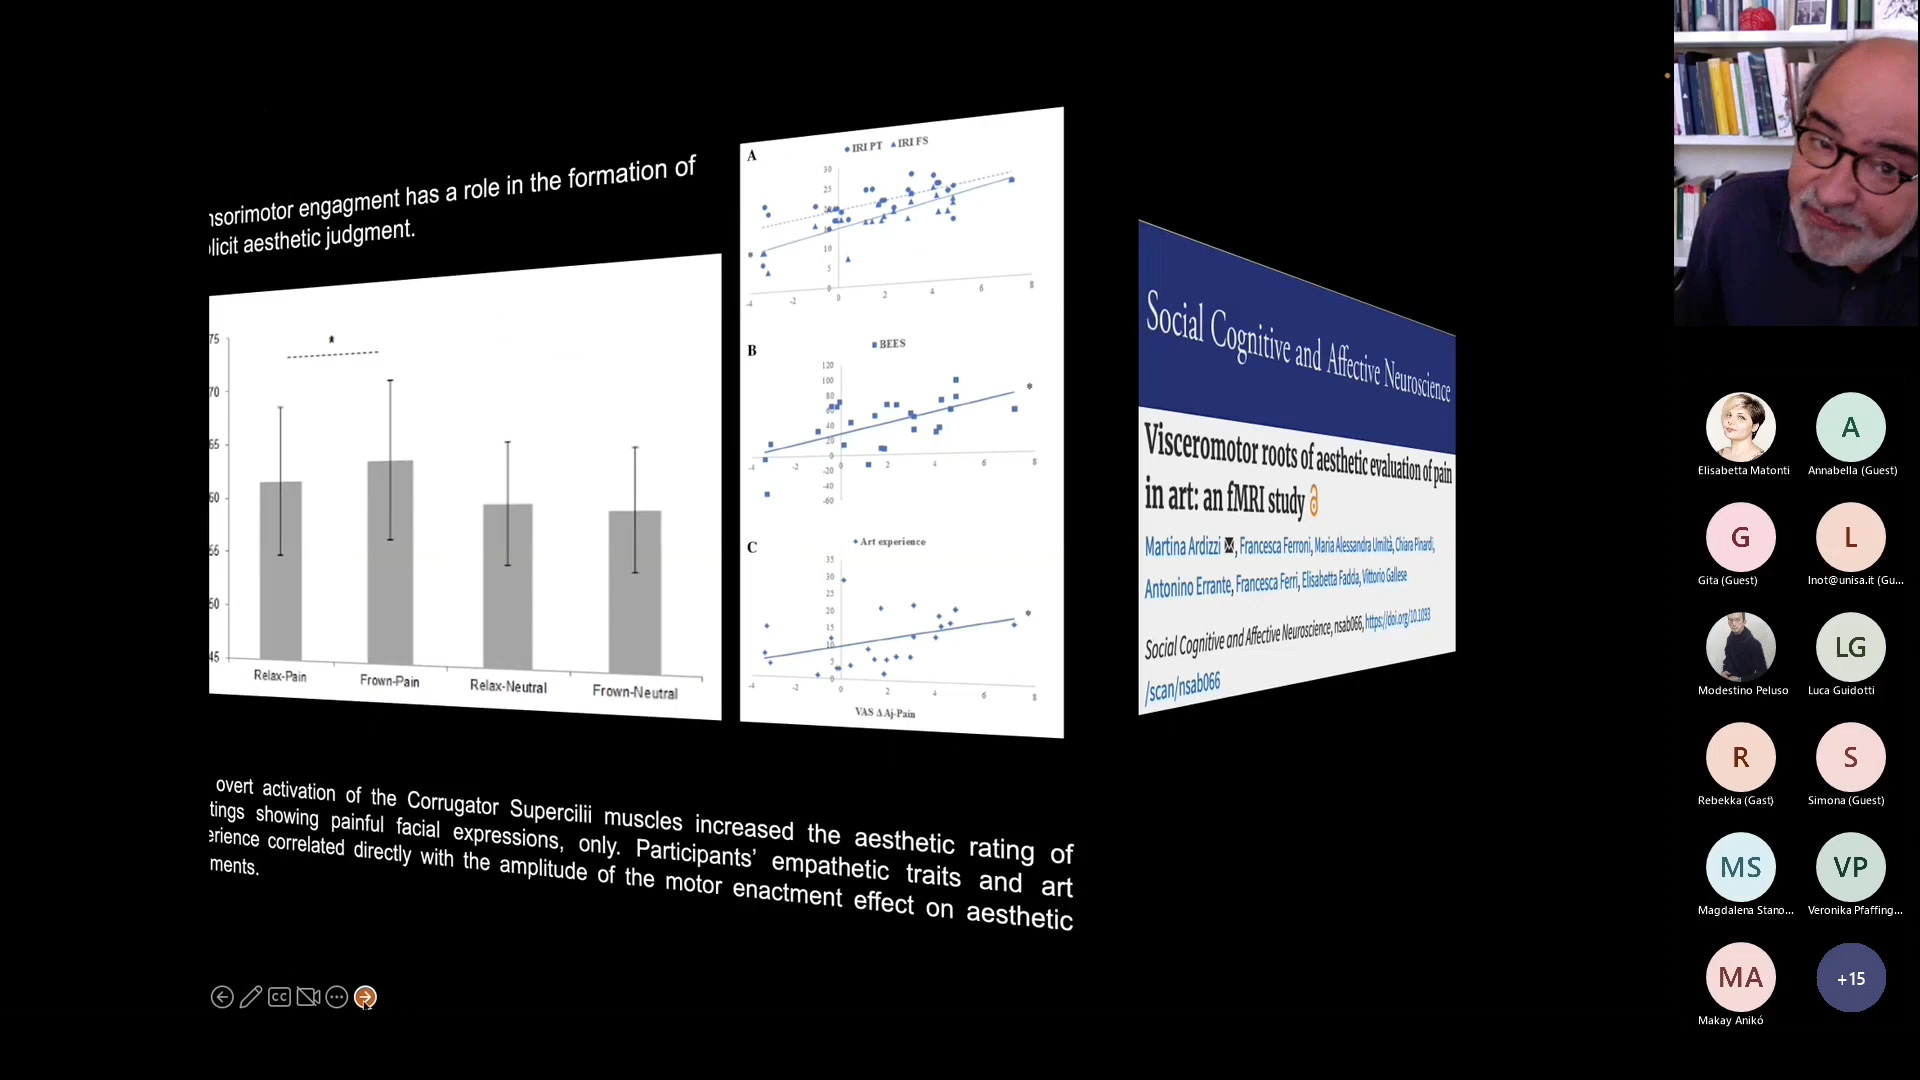 nsorimotor engagment has a role in the formation of
licit aesthetic judgment.
75
70
65
60
55
50
45
*
Relax-Pain
Frown-Pain
Relax-Neutral
Frown-Neutral
A
IRI PT IRI FS
30
25
20
15
10
5
0
-4 -2 0 2 4 6 8
*
B
BEES
120
100
80
60
40
20
0
-20
-40
-60
-4 -2 0 2 4 6 8
*
C
Art experience
35
30
25
20
15
10
5
0
-4 -2 0 2 4 6 8
*
VAS Δ Aj-Pain
overt activation of the Corrugator Supercilii muscles increased the aesthetic rating of
tings showing painful facial expressions, only. Participants’ empathetic traits and art
erience correlated directly with the amplitude of the motor enactment effect on aesthetic
ments.
Social Cognitive and Affective Neuroscience
Visceromotor roots of aesthetic evaluation of pain
in art: an fMRI study
Martina Ardizzi, Francesca Ferroni, Maria Alessandra Umiltà, Chiara Pinardi,
Antonino Errante, Francesca Ferri, Elisabetta Fadda, Vittorio Gallese
Social Cognitive and Affective Neuroscience, nsab066, https://doi.org/10.1093
/scan/nsab066
CC
Elisabetta Matonti
A
Annabella (Guest)
G
Gita (Guest)
L
lnot@unisa.it (Gu...
Modestino Peluso
LG
Luca Guidotti
R
Rebekka (Gast)
S
Simona (Guest)
MS
Magdalena Stano...
VP
Veronika Pfaffing...
MA
Makay Anikó
+15